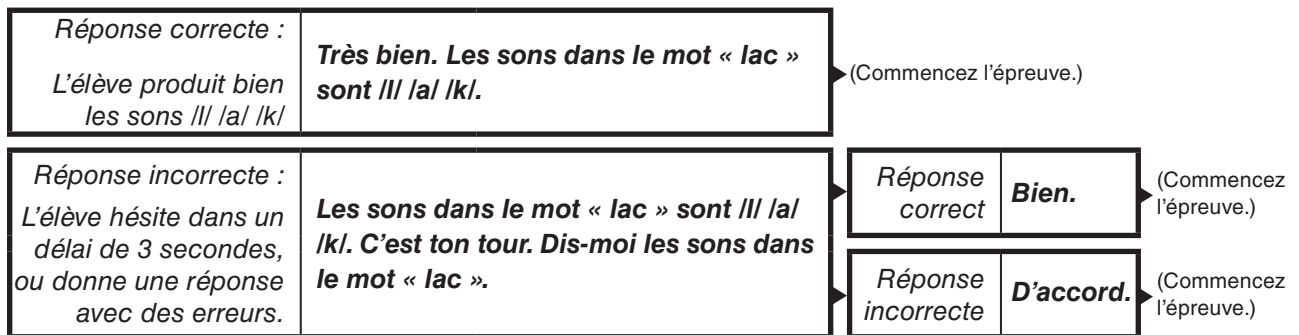 Réponse correcte :
L'élève produit bien
les sons /l/ /a/ /k/
Très bien. Les sons dans le mot « lac »
sont /l/ /a/ /k/.
(Commencez l'épreuve.)
Réponse incorrecte :
L'élève hésite dans un
délai de 3 secondes,
ou donne une réponse
avec des erreurs.
Les sons dans le mot « lac » sont /l/ /a/
/k/. C'est ton tour. Dis-moi les sons dans
le mot « lac ».
Réponse
correct
Bien.
(Commencez
l'épreuve.)
Réponse
incorrecte
D'accord.
(Commencez
l'épreuve.)